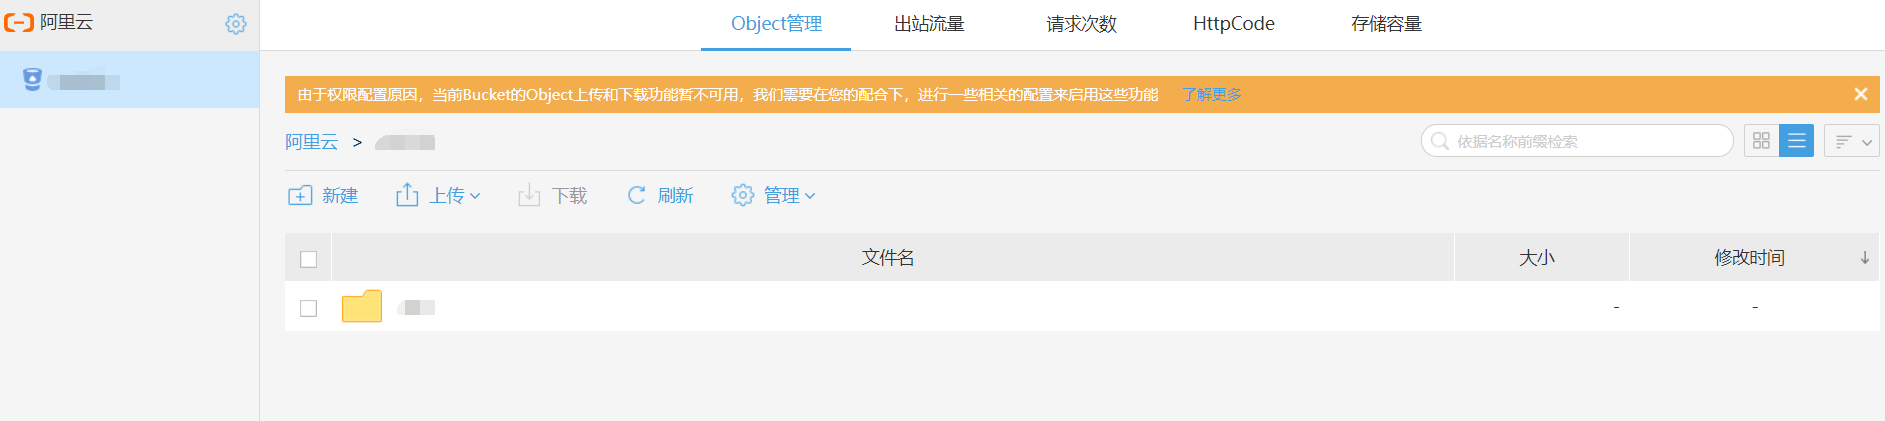 阿里云
Object管理 出站流量 请求次数 HttpCode 存储容量
由于权限配置原因，当前Bucket的Object上传和下载功能暂不可用，我们需要在您的配合下，进行一些相关的配置来启用这些功能 了解更多
阿里云 >
依据名称前缀检索
新建 上传 下载 刷新 管理
文件名 大小 修改时间
- -